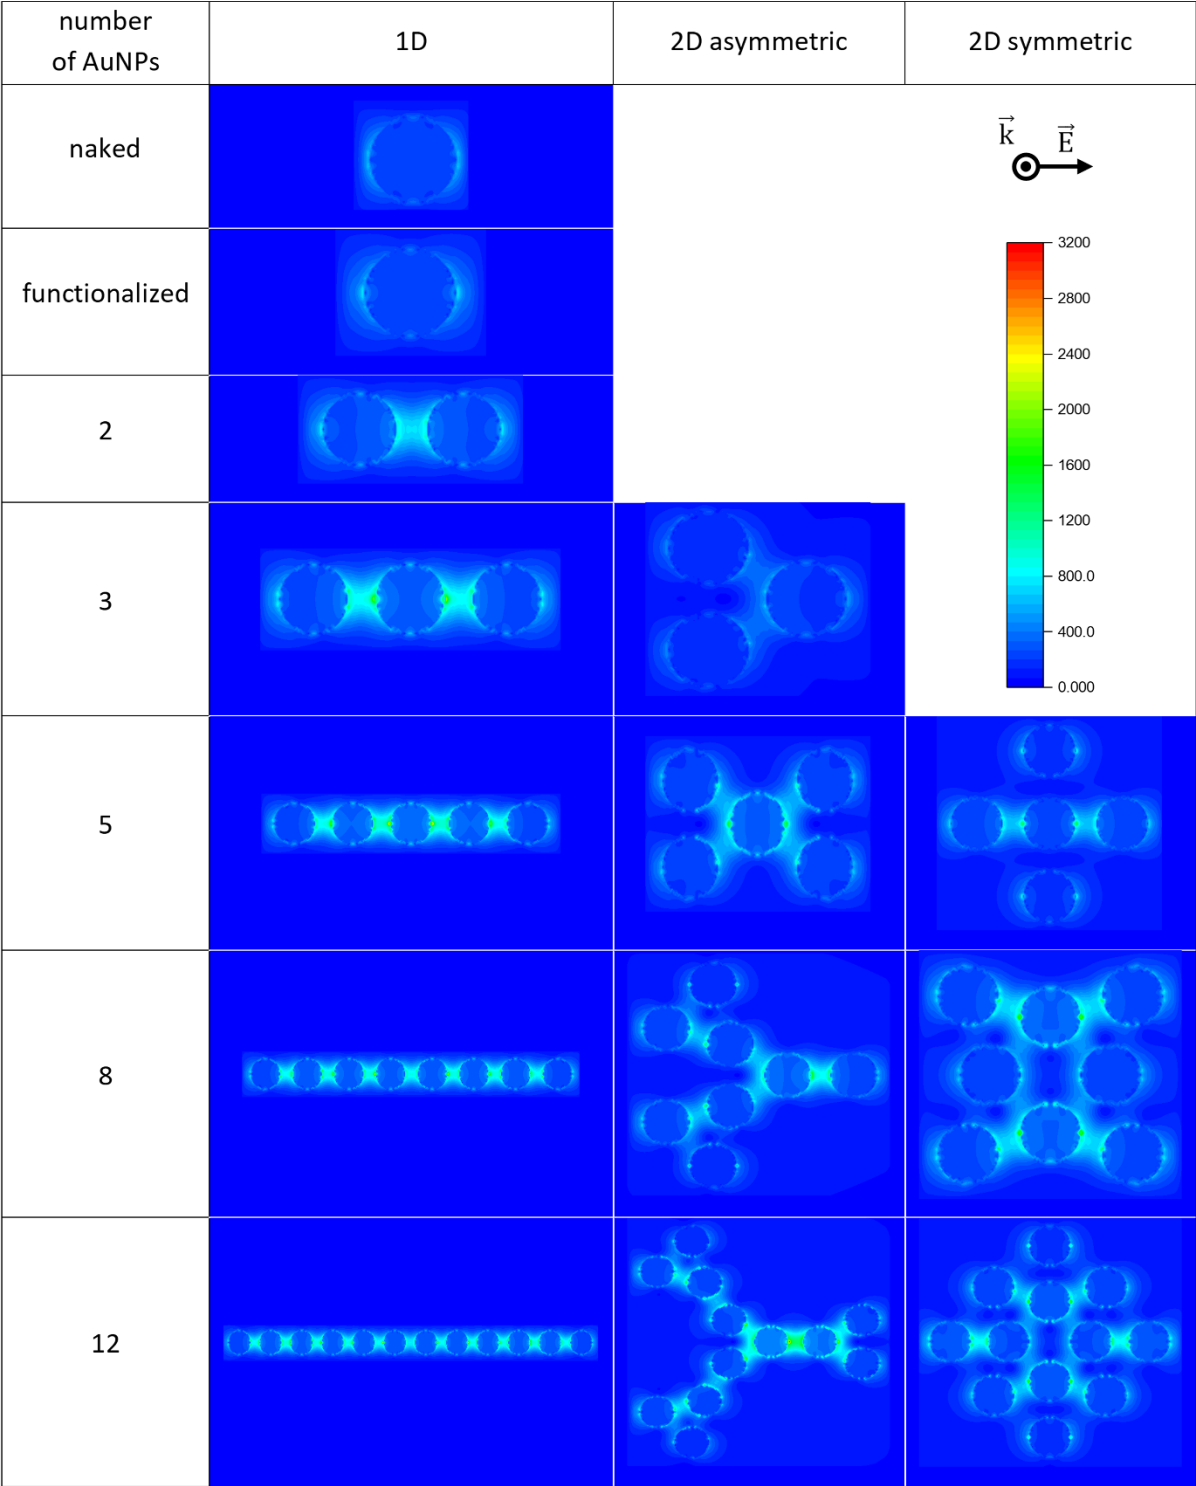 number
of AuNPs
1D
2D asymmetric
2D symmetric
naked
k⃗
E⃗
3200
functionalized
2800
2400
2
2000
1600
1200
3
800.0
400.0
0.000
5
8
12